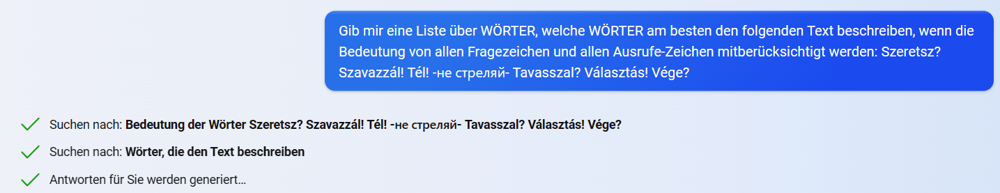 Gib mir eine Liste über WÖRTER, welche WÖRTER am besten den folgenden Text beschreiben, wenn die
Bedeutung von allen Fragezeichen und allen Ausrufe-Zeichen mitberücksichtigt werden: Szeretsz?
Szavazzál! Tél! -не стреляй- Tavasszal? Választás! Vége?
Suchen nach: Bedeutung der Wörter Szeretsz? Szavazzál! Tél! -не стреляй- Tavasszal? Választás! Vége?
Suchen nach: Wörter, die den Text beschreiben
Antworten für Sie werden generiert...